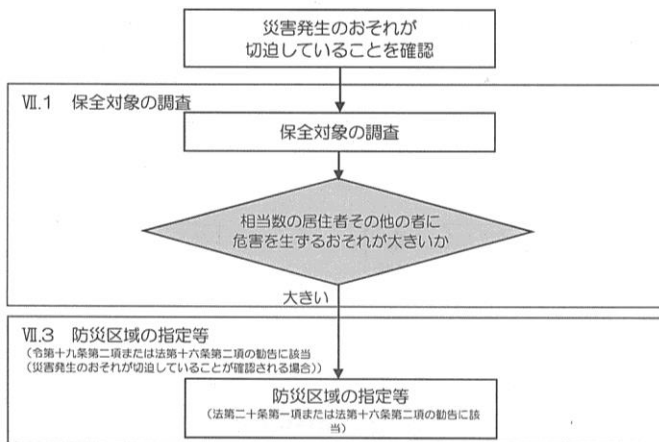 災害発生のおそれが
切迫していることを確認
Ⅶ.1 保全対象の調査
保全対象の調査
相当数の居住者その他の者に
危害を生ずるおそれが大きいか
大きい
Ⅶ.3 防災区域の指定等
（令第十九条第二項または法第十六条第二項の勧告に該当
（災害発生のおそれが切迫していることが確認される場合））
防災区域の指定等
（法第二十条第一項または法第十六条第二項の勧告に該
当）